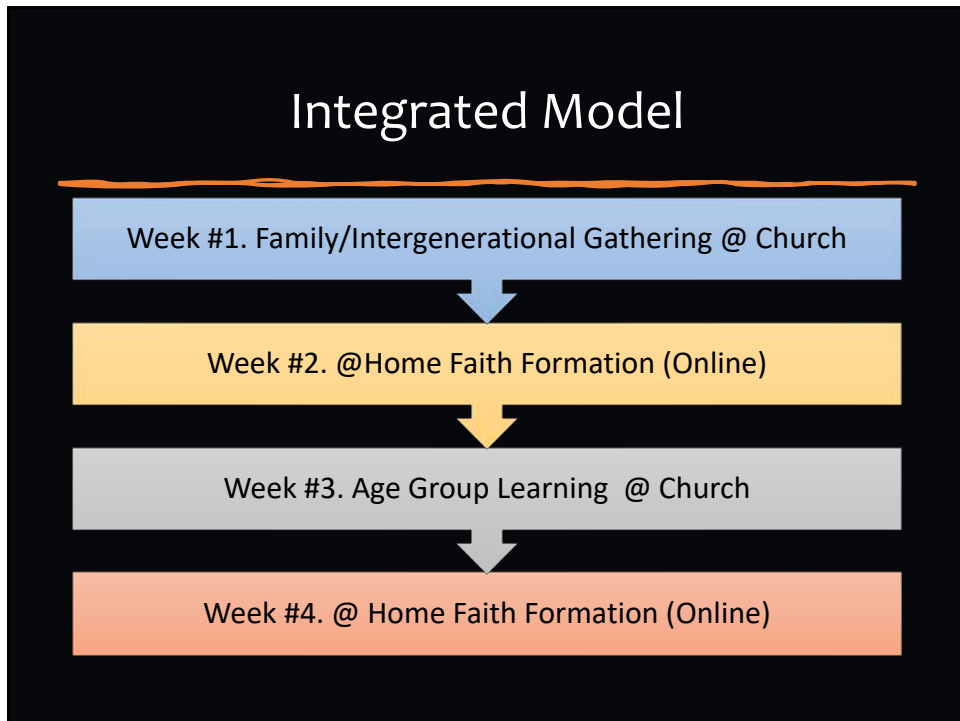 Integrated Model
Week #1. Family/Intergenerational Gathering @ Church
Week #2. @Home Faith Formation (Online)
Week #3. Age Group Learning  @ Church
Week #4. @ Home Faith Formation (Online)